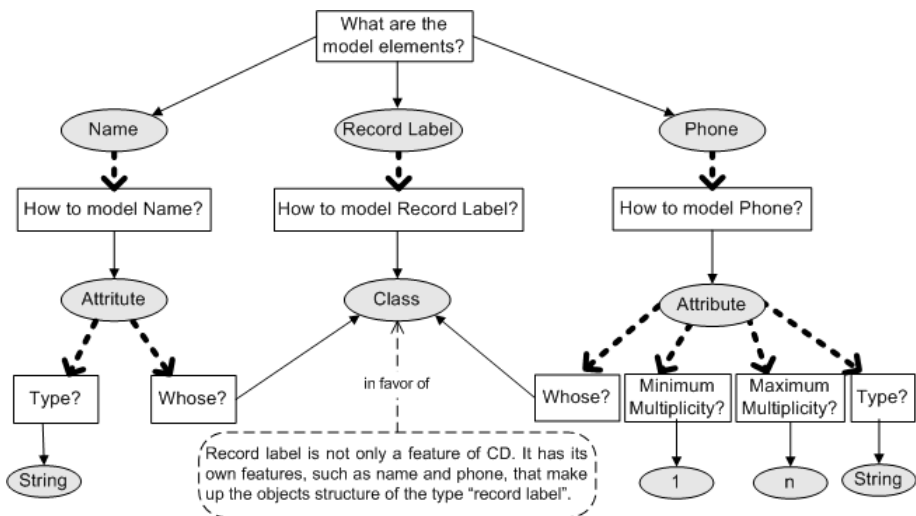 What are the
model elements?
Name
Record Label
Phone
How to model Name?
How to model Record Label?
How to model Phone?
Attritute
Class
Attribute
in favor of
Type?
Whose?
Whose?
Minimum
Multiplicity?
Maximum
Multiplicity?
Type?
Record label is not only a feature of CD. It has its
own features, such as name and phone, that make
up the objects structure of the type “record label”.
String
1
n
String